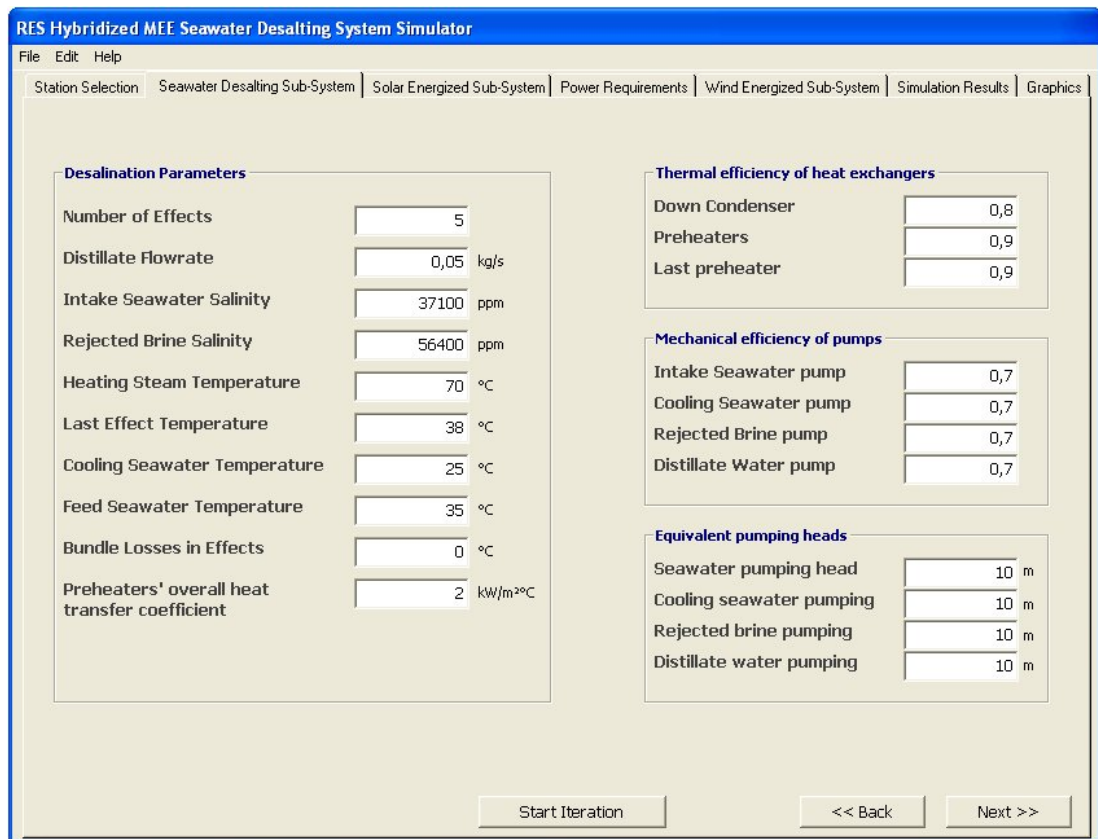 RES Hybridized MEE Seawater Desalting System Simulator
File Edit Help
Station Selection Seawater Desalting Sub-System Solar Energized Sub-System Power Requirements Wind Energized Sub-System Simulation Results Graphics
Desalination Parameters
Number of Effects 5
Distillate Flowrate 0,05 kg/s
Intake Seawater Salinity 37100 ppm
Rejected Brine Salinity 56400 ppm
Heating Steam Temperature 70 ºC
Last Effect Temperature 38 ºC
Cooling Seawater Temperature 25 ºC
Feed Seawater Temperature 35 ºC
Bundle Losses in Effects 0 ºC
Preheaters' overall heat 2 kW/m²ºC
transfer coefficient
Thermal efficiency of heat exchangers
Down Condenser 0,8
Preheaters 0,9
Last preheater 0,9
Mechanical efficiency of pumps
Intake Seawater pump 0,7
Cooling Seawater pump 0,7
Rejected Brine pump 0,7
Distillate Water pump 0,7
Equivalent pumping heads
Seawater pumping head 10 m
Cooling seawater pumping 10 m
Rejected brine pumping 10 m
Distillate water pumping 10 m
Start Iteration << Back Next >>